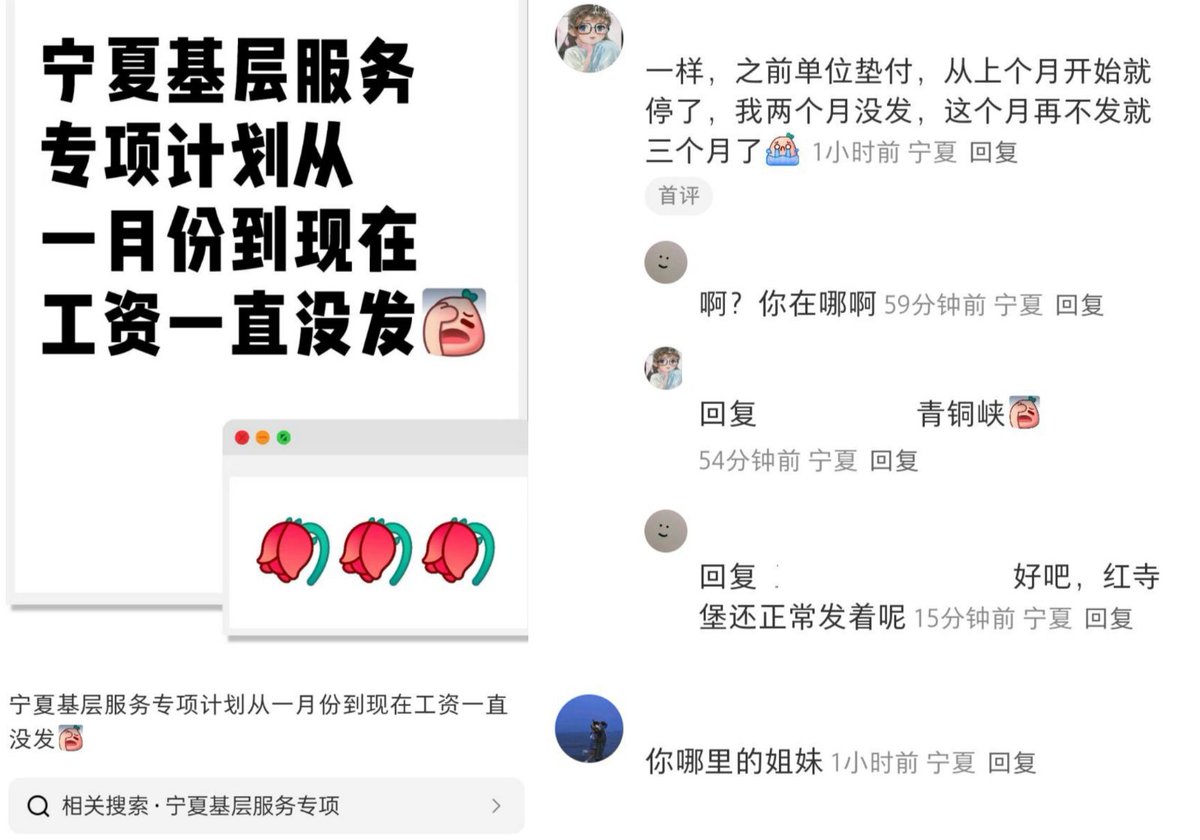 宁夏基层服务
专项计划从
一月份到现在
工资一直没发
宁夏基层服务专项计划从一月份到现在工资一直
没发
相关搜索·宁夏基层服务专项
一样，之前单位垫付，从上个月开始就
停了，我两个月没发，这个月再不发就
三个月了 1小时前 宁夏 回复
首评
啊？你在哪啊 59分钟前 宁夏 回复
回复 青铜峡
54分钟前 宁夏 回复
回复 好吧，红寺
堡还正常发着呢 15分钟前 宁夏 回复
你哪里的姐妹 1小时前 宁夏 回复